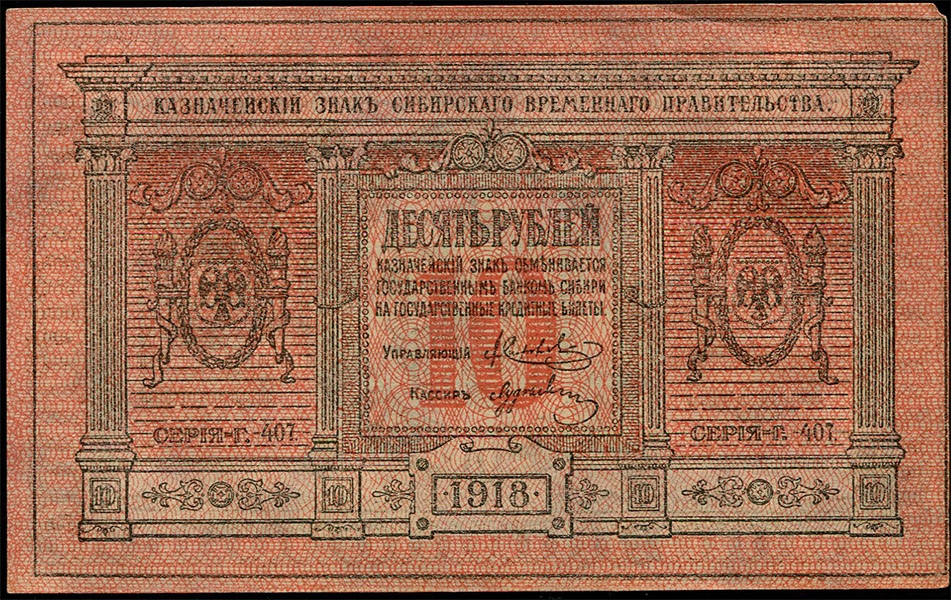 КАЗНАЧЕЙСКІЙ ЗНАКЪ СИБИРСКАГО ВРЕМЕННАГО ПРАВИТЕЛЬСТВА.
ДЕСЯТЬ РУБЛЕЙ
КАЗНАЧЕЙСКІЙ ЗНАКЪ ОБМѢНИВАЕТСЯ
ГОСУДАРСТВЕННЫМЪ БАНКОМЪ СИБИРИ
НА ГОСУДАРСТВЕННЫЕ КРЕДИТНЫЕ БИЛЕТЫ.
10
УПРАВЛЯЮЩІЙ
КАССИРЪ
СЕРІЯ-Г. -407
СЕРІЯ-Г. -407
10 10 10 10
·1918·